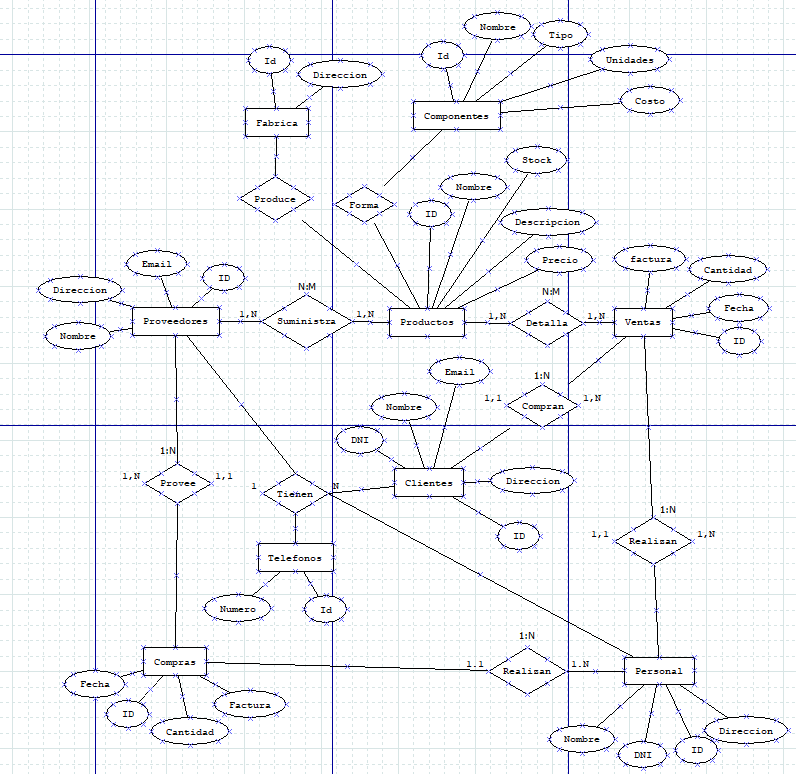 Nombre
Tipo
Id
Id
Unidades
Direccion
Costo
Fabrica
Componentes
Stock
Nombre
Produce
Forma
ID
Descripcion
Email
ID
Precio
factura
Cantidad
Direccion
N:M
N:M
Fecha
Nombre
Proveedores
1,N
Suministra
1,N
Productos
1,N
Detalla
1,N
Ventas
ID
Email
1:N
Nombre
1,1
Compran
1,N
DNI
1:N
1,N
Provee
1,1
1
Tienen
N
Clientes
Direccion
1:N
ID
1,1
Realizan
1,N
Telefonos
Numero
Id
1:N
Compras
1.1
Realizan
1.N
Personal
Fecha
ID
Factura
Cantidad
Nombre
DNI
ID
Direccion